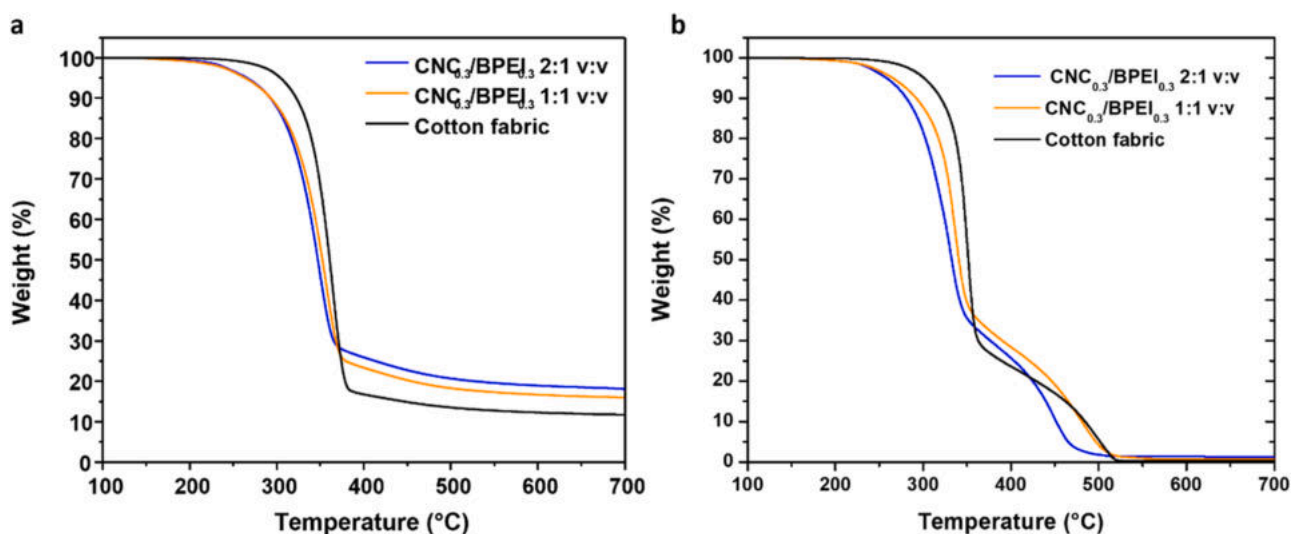 a
100
90
80
70
60
50
40
30
20
10
0
Weight (%)
CNC0.3/BPEI0.3 2:1 v:v
CNC0.3/BPEI0.3 1:1 v:v
Cotton fabric
100 200 300 400 500 600 700
Temperature (°C)
b
100
90
80
70
60
50
40
30
20
10
0
Weight (%)
CNC0.3/BPEI0.3 2:1 v:v
CNC0.3/BPEI0.3 1:1 v:v
Cotton fabric
100 200 300 400 500 600 700
Temperature (°C)